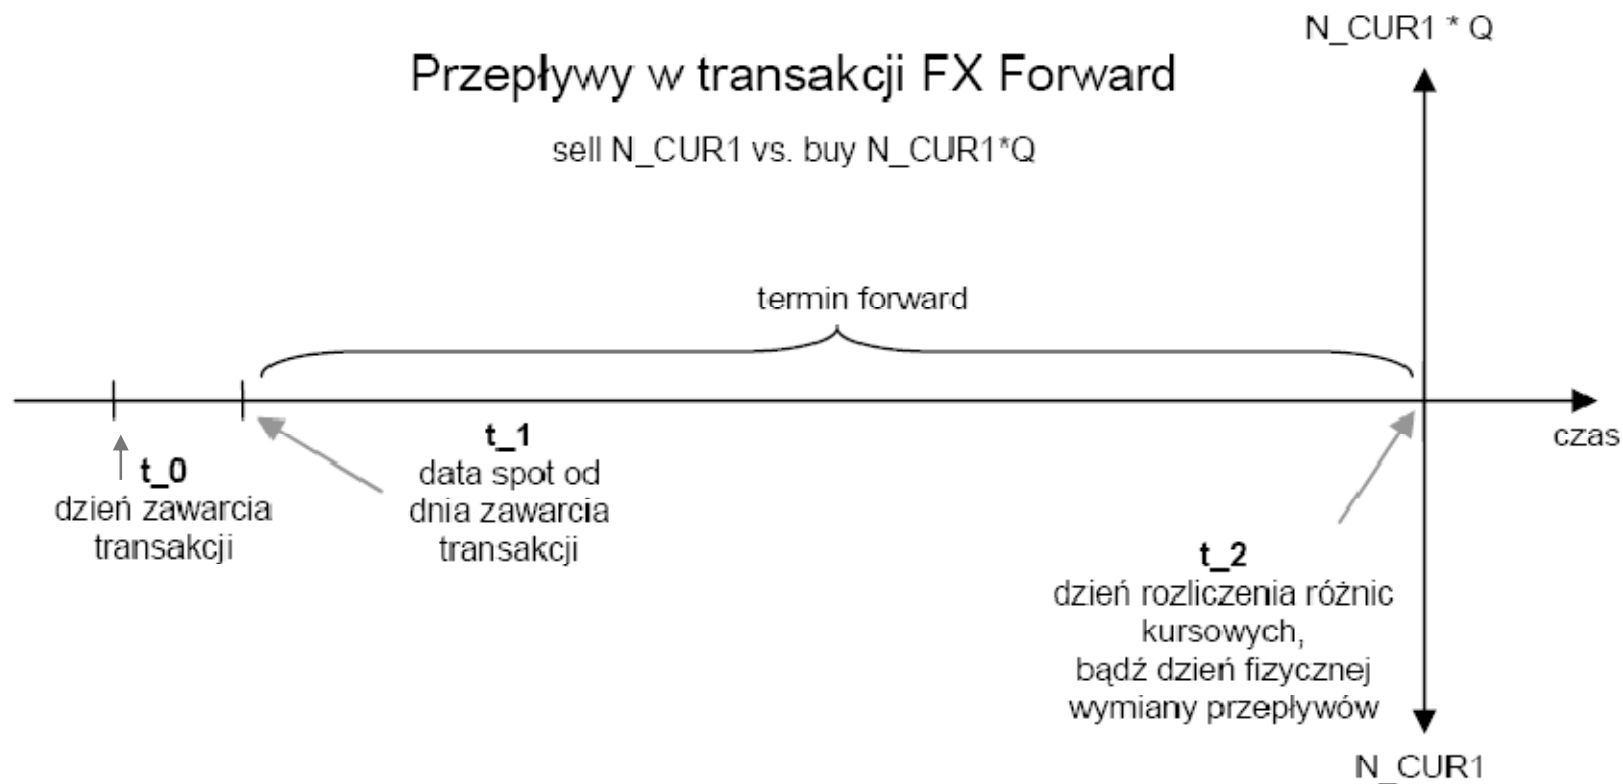 N_CUR1 * Q
Przepływy w transakcji FX Forward
sell N_CUR1 vs. buy N_CUR1*Q
termin forward
czas
t_0
dzień zawarcia
transakcji
t_1
data spot od
dnia zawarcia
transakcji
t_2
dzień rozliczenia różnic
kursowych,
bądź dzień fizycznej
wymiany przepływów
N_CUR1